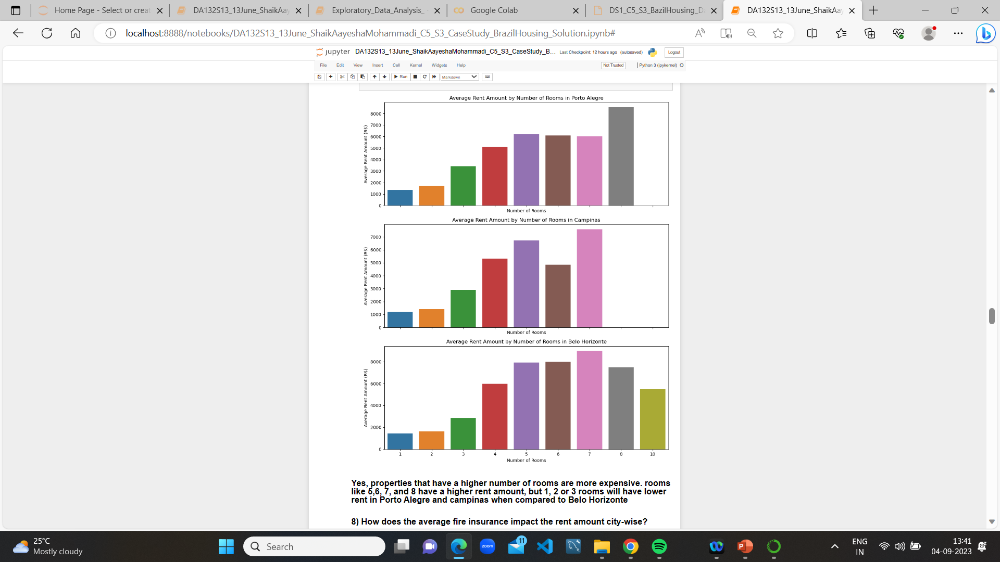 Home Page - Select or creat
DA132S13_13June_ShaikAay
Exploratory_Data_Analysis_
Google Colab
DS1_C5_S3_BazilHousing_D
DA132S13_13June_ShaikAay
localhost:8888/notebooks/DA132S13_13June_ShaikAayeshaMohammadi_C5_S3_CaseStudy_BrazilHousing_Solution.ipynb#
jupyter DA132S13_13June_ShaikAayeshaMohammadi_C5_S3_CaseStudy_B... Last Checkpoint: 12 hours ago (autosaved) Logout
File Edit View Insert Cell Kernel Widgets Help Not Trusted Python 3 (ipykernel)
Run Markdown
Average Rent Amount by Number of Rooms in Porto Alegre
Average Rent Amount (R$)
8000
7000
6000
5000
4000
3000
2000
1000
0
Number of Rooms
Average Rent Amount by Number of Rooms in Campinas
Average Rent Amount (R$)
7000
6000
5000
4000
3000
2000
1000
0
Number of Rooms
Average Rent Amount by Number of Rooms in Belo Horizonte
Average Rent Amount (R$)
8000
6000
4000
2000
0
1 2 3 4 5 6 7 8 10
Number of Rooms
Yes, properties that have a higher number of rooms are more expensive. rooms
like 5,6, 7, and 8 have a higher rent amount, but 1, 2 or 3 rooms will have lower
rent in Porto Alegre and campinas when compared to Belo Horizonte
8) How does the average fire insurance impact the rent amount city-wise?
25°C
Mostly cloudy
Search
zoom
11
ENG
IN
13:41
04-09-2023